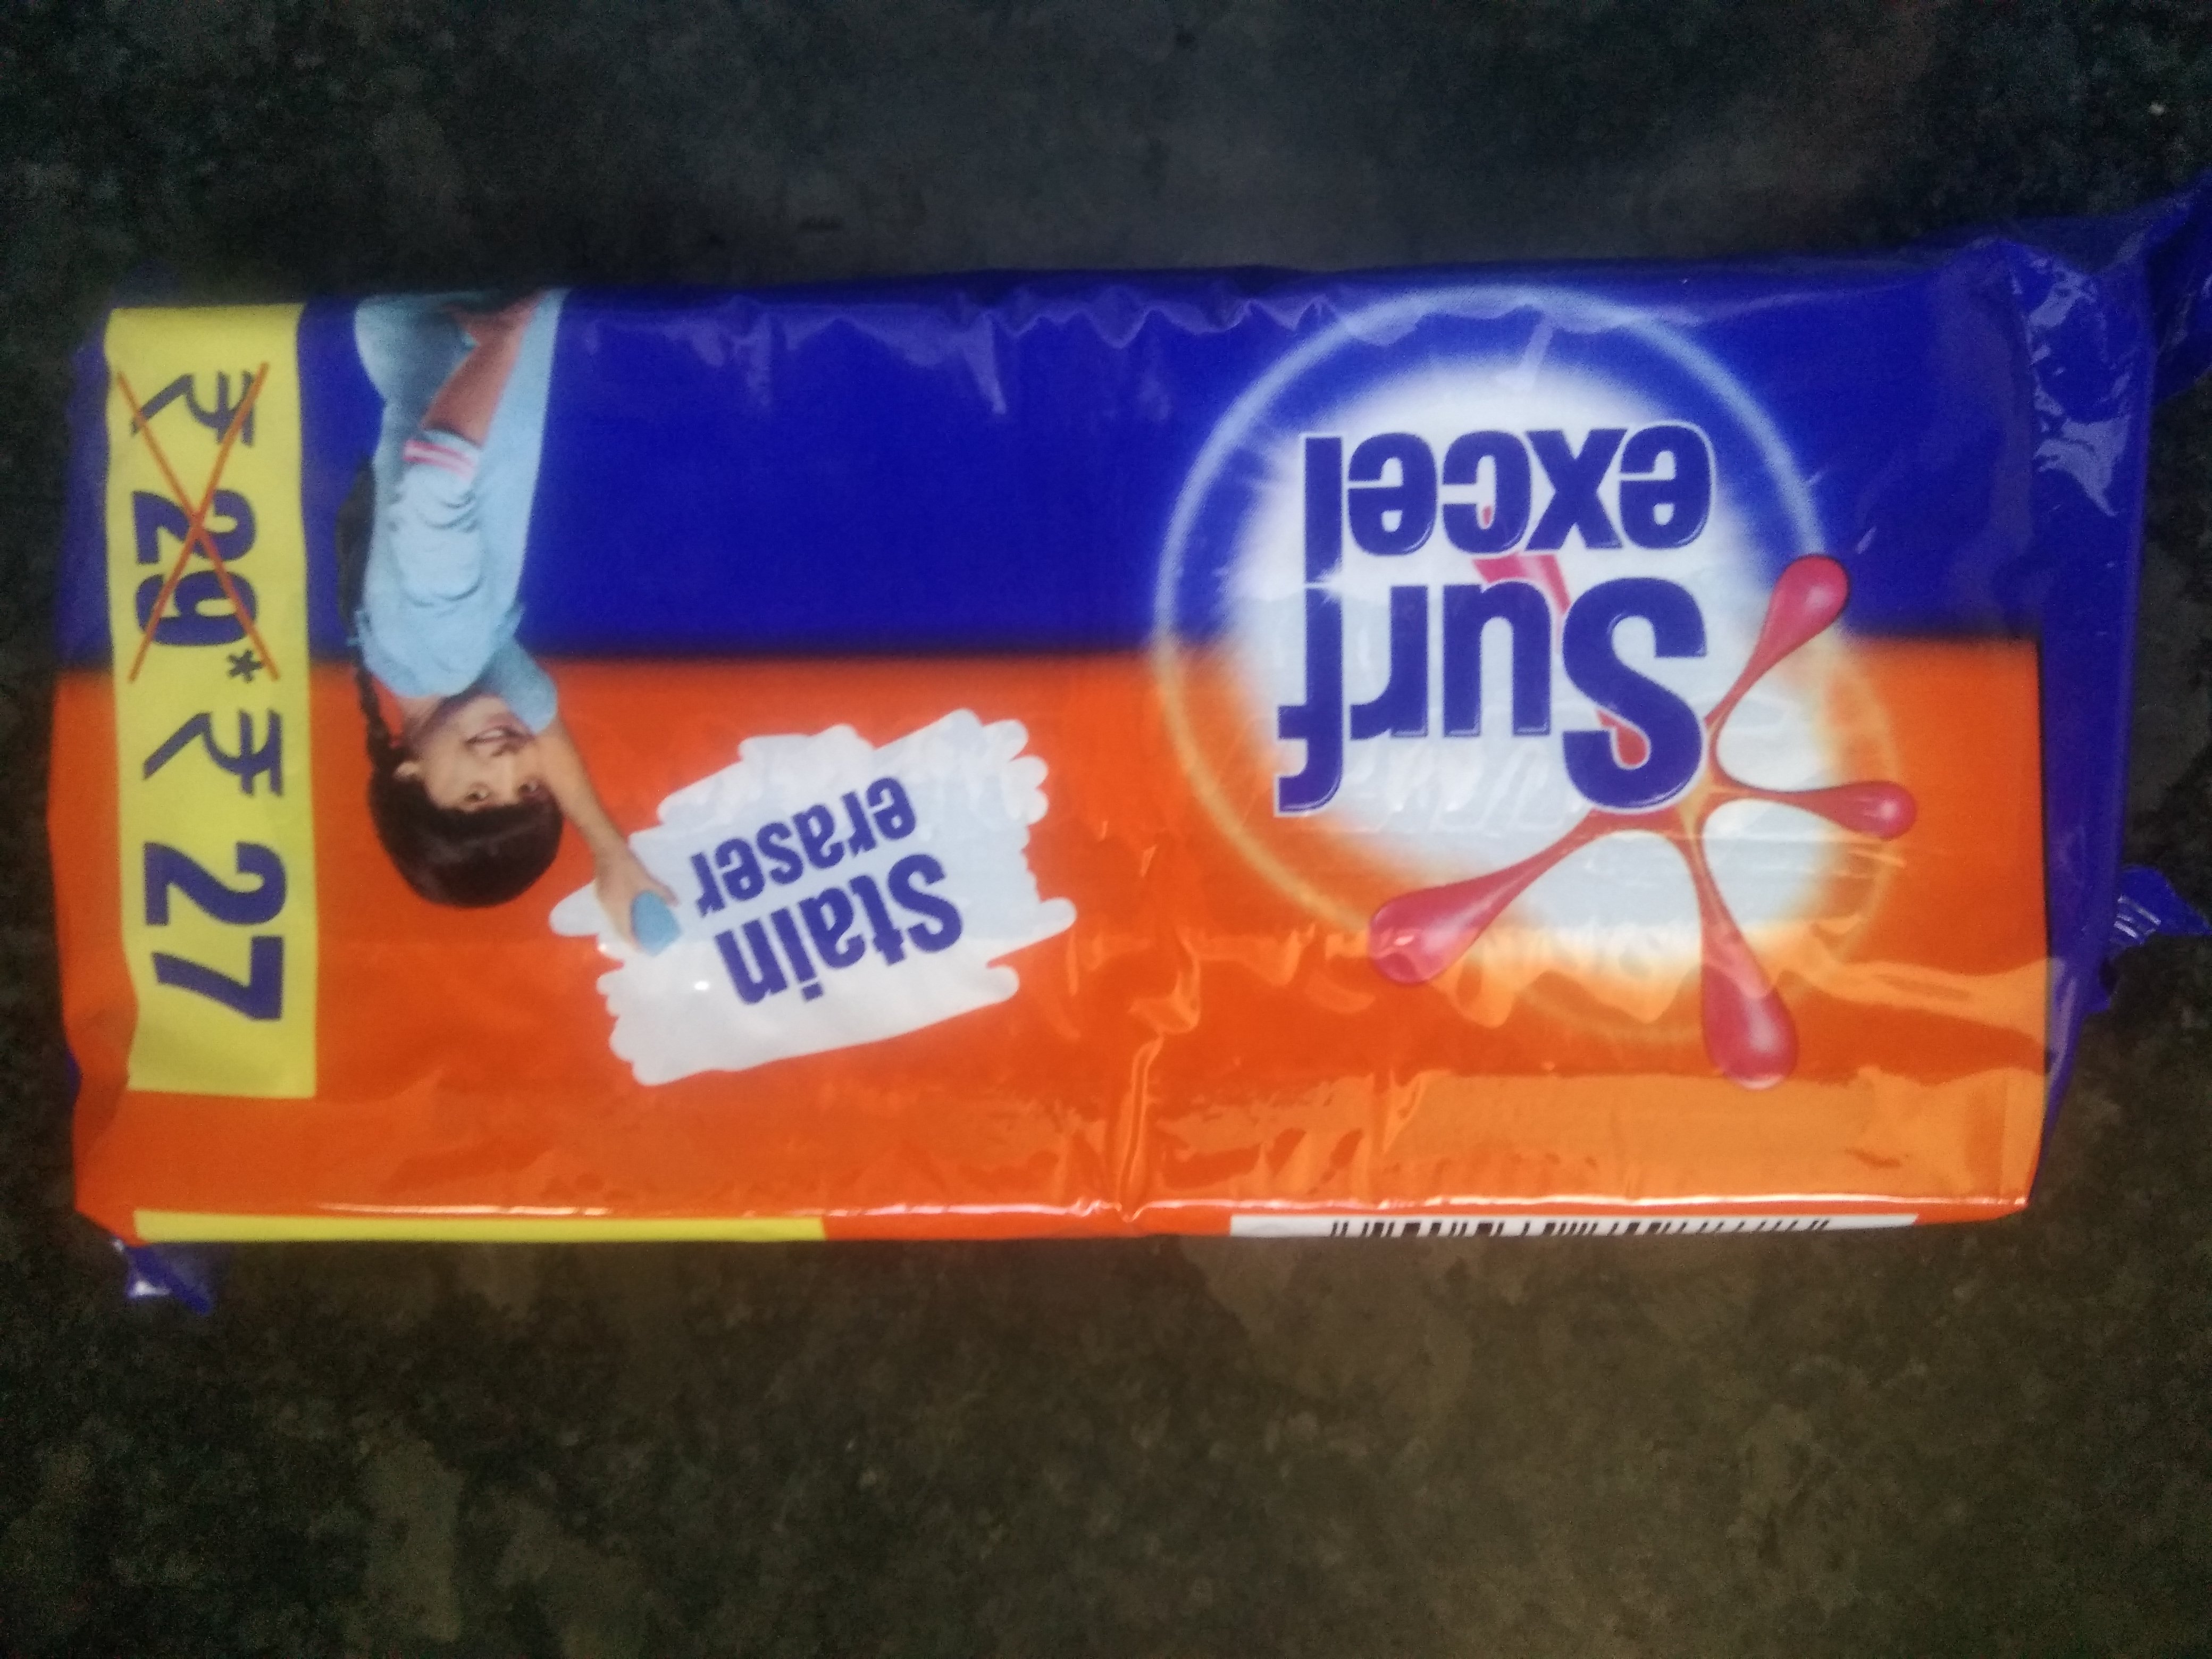 Surf
excel
Stain
eraser
₹ 29* ₹ 27